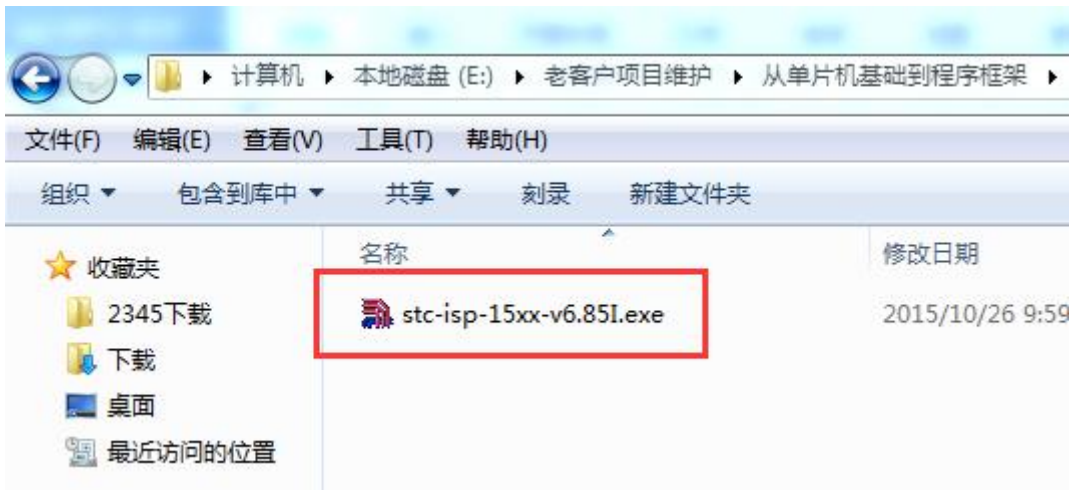 计算机 本地磁盘 (E:) 老客户项目维护 从单片机基础到程序框架
文件(F) 编辑(E) 查看(V) 工具(T) 帮助(H)
组织 包含到库中 共享 刻录 新建文件夹
收藏夹
2345下载
下载
桌面
最近访问的位置
名称 修改日期
stc-isp-15xx-v6.85I.exe 2015/10/26 9:59